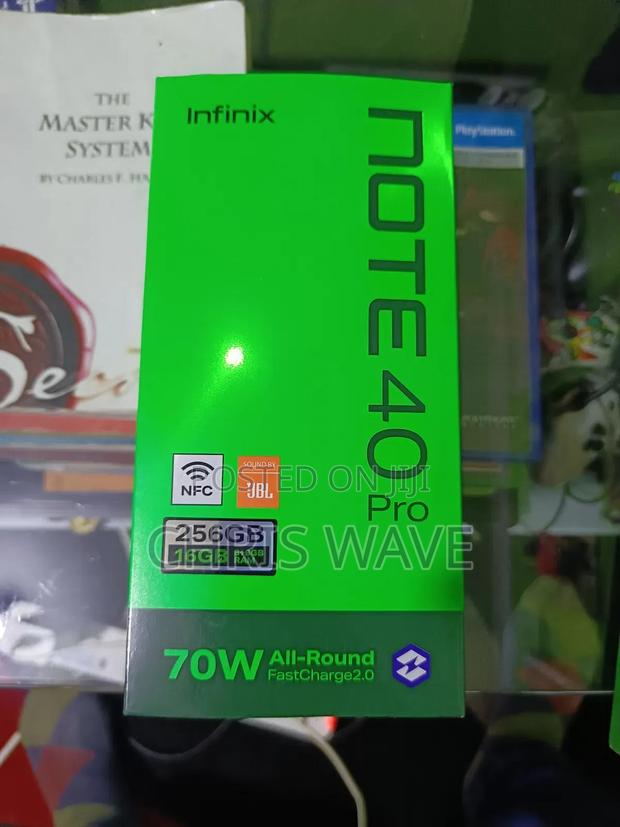 THE
MASTER K
SYSTEM
BY CHARLES F. HA
Infinix
NOTE 40
Pro
PlayStation
NFC
SOUND BY
JBL
256GB
16GB
RAM
POSTED ON JIJI
WAVE
70W All-Round
FastCharge2.0